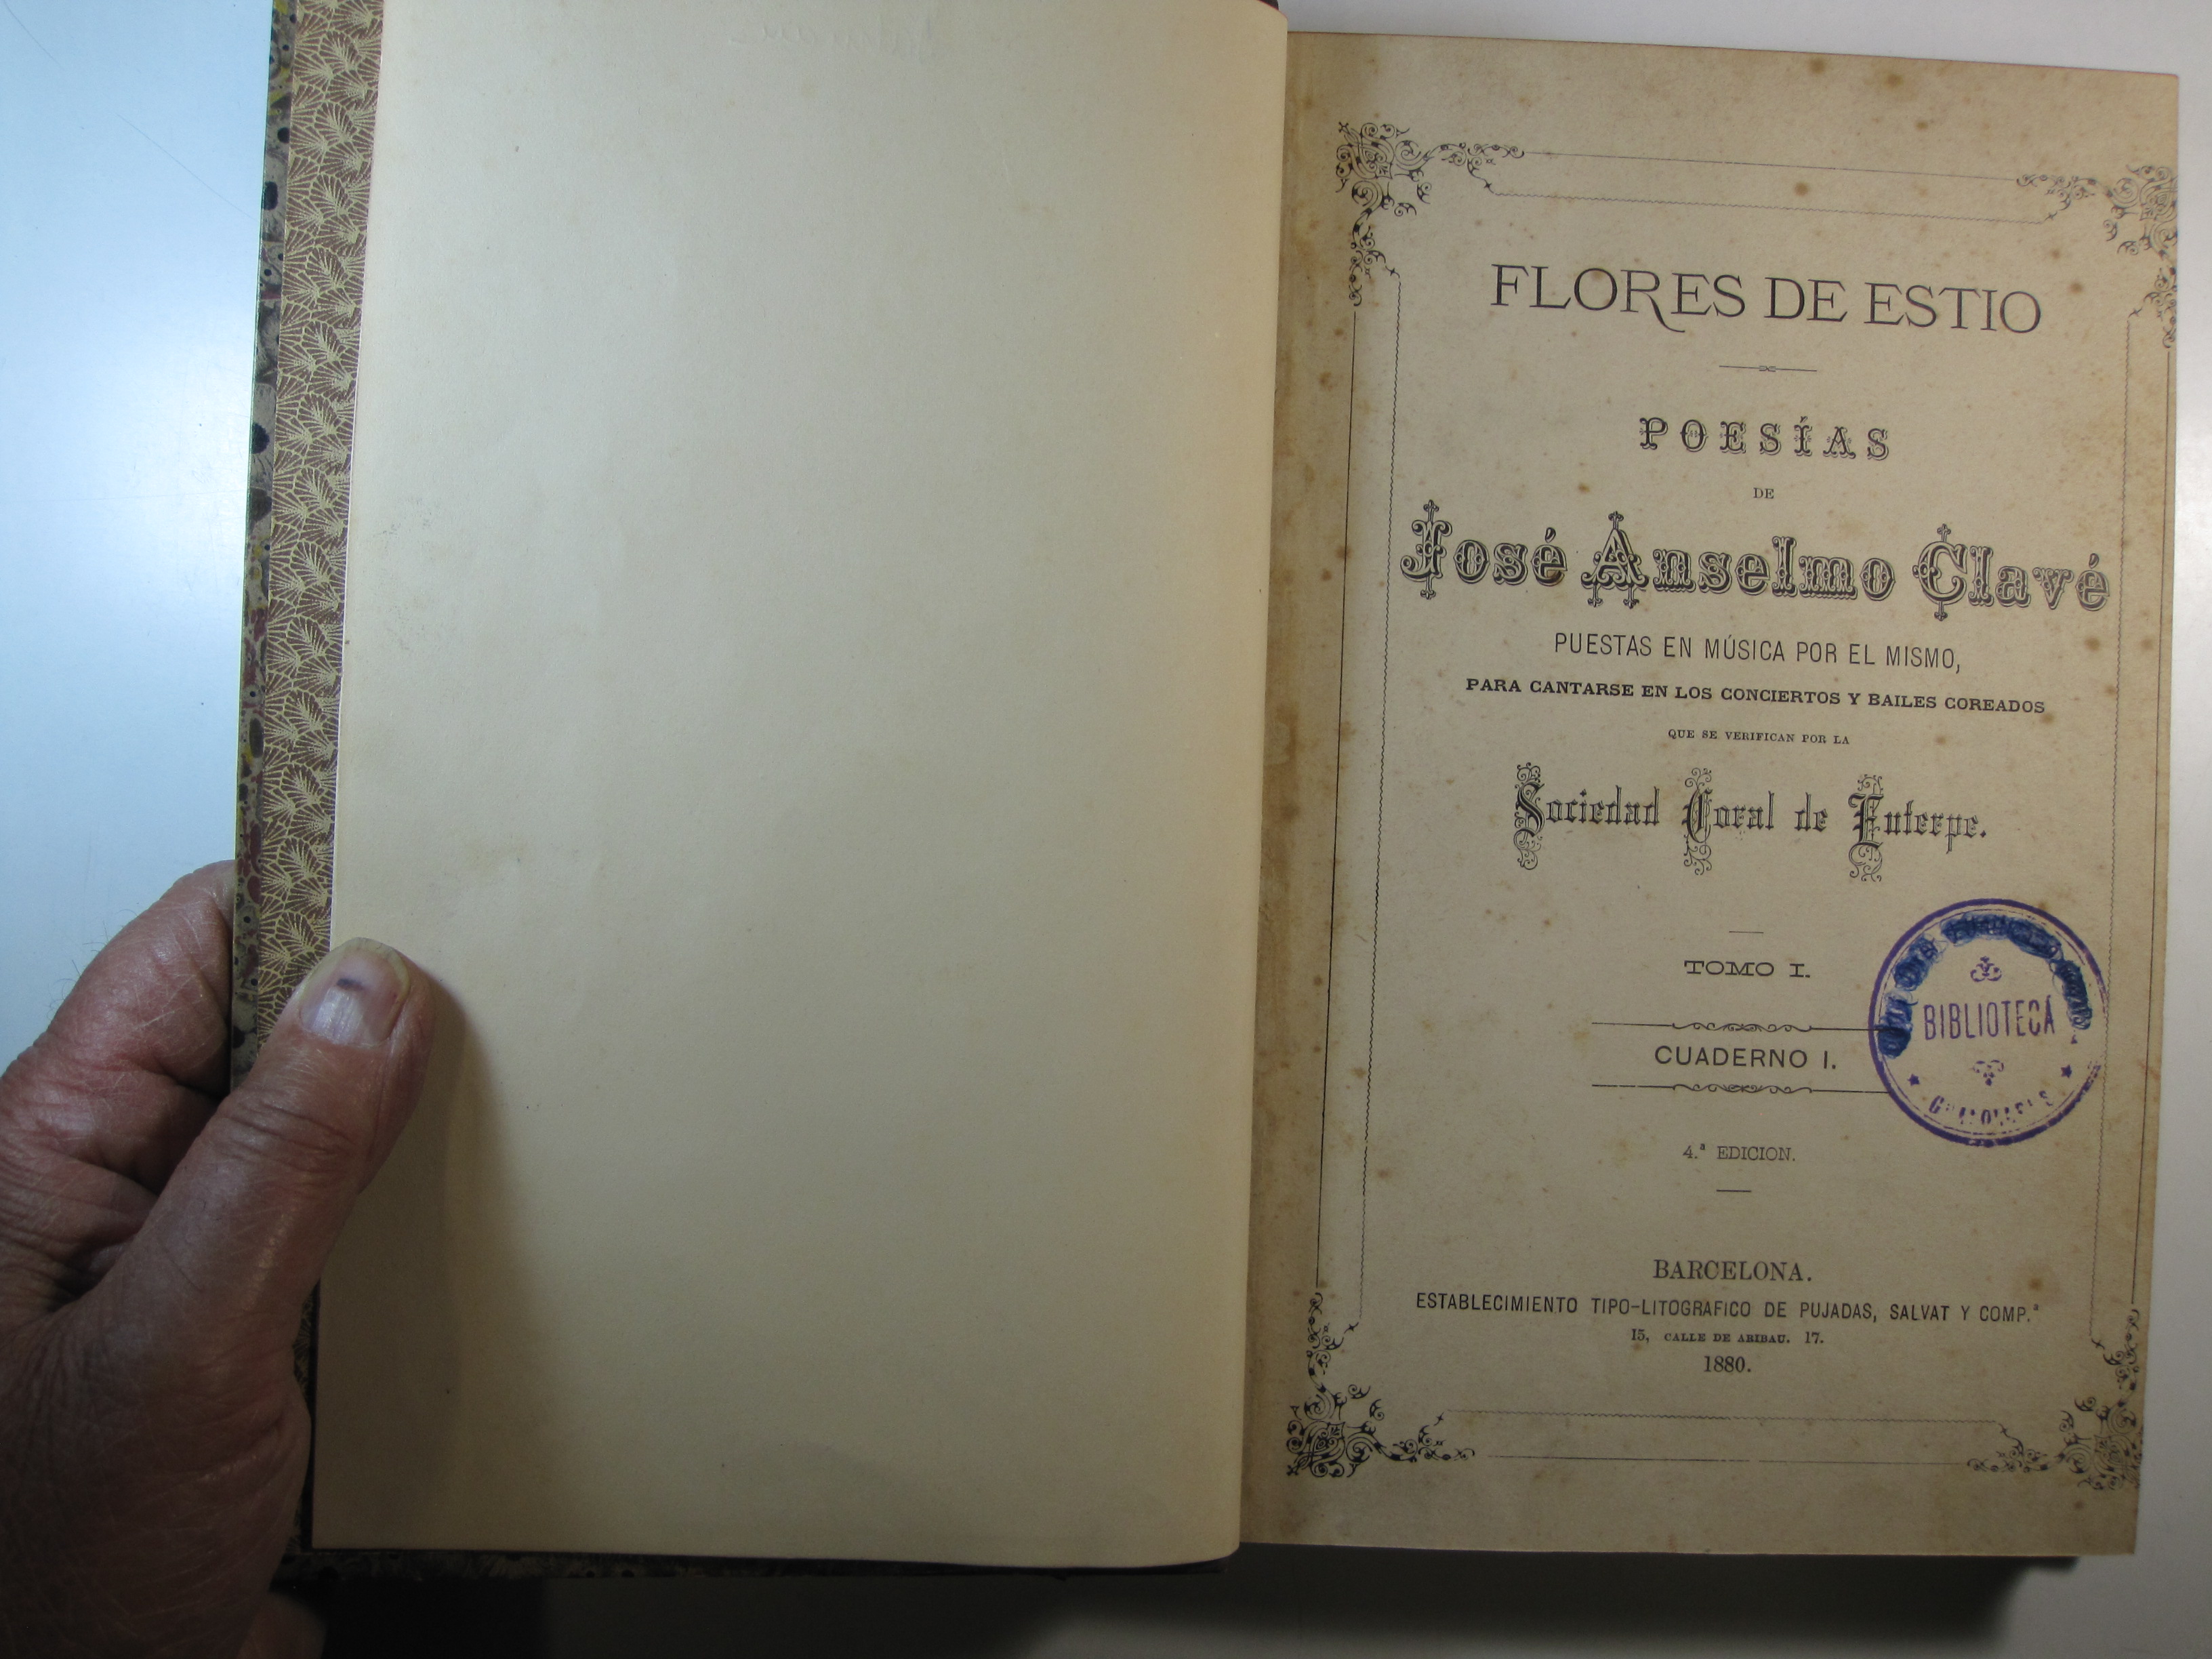 FLORES DE ESTIO
POESÍAS
DE
José Anselmo Clavé
PUESTAS EN MÚSICA POR EL MISMO,
PARA CANTARSE EN LOS CONCIERTOS Y BAILES COREADOS
QUE SE VERIFICAN POR LA
Sociedad Coral de Euterpe.
TOMO I.
CUADERNO I.
BIBLIOTECA
4.ª EDICION.
BARCELONA.
ESTABLECIMIENTO TIPO-LITOGRAFICO DE PUJADAS, SALVAT Y COMP.ª
15, CALLE DE ARIBAU. 17.
1880.